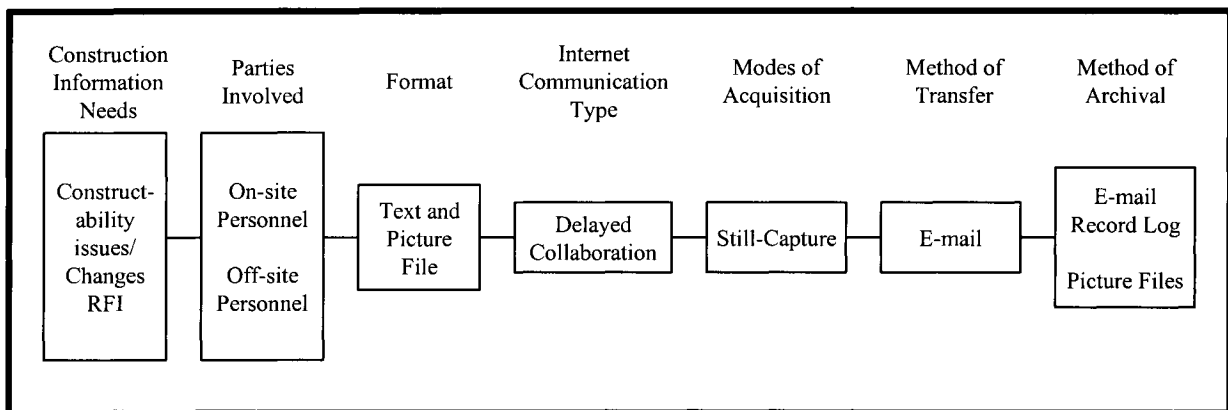 Construction
Information
Needs
Parties
Involved
Format
Internet
Communication
Type
Modes of
Acquisition
Method of
Transfer
Method of
Archival
Construct-
ability
issues/
Changes
RFI
On-site
Personnel
Off-site
Personnel
Text and
Picture
File
Delayed
Collaboration
Still-Capture
E-mail
E-mail
Record Log
Picture Files